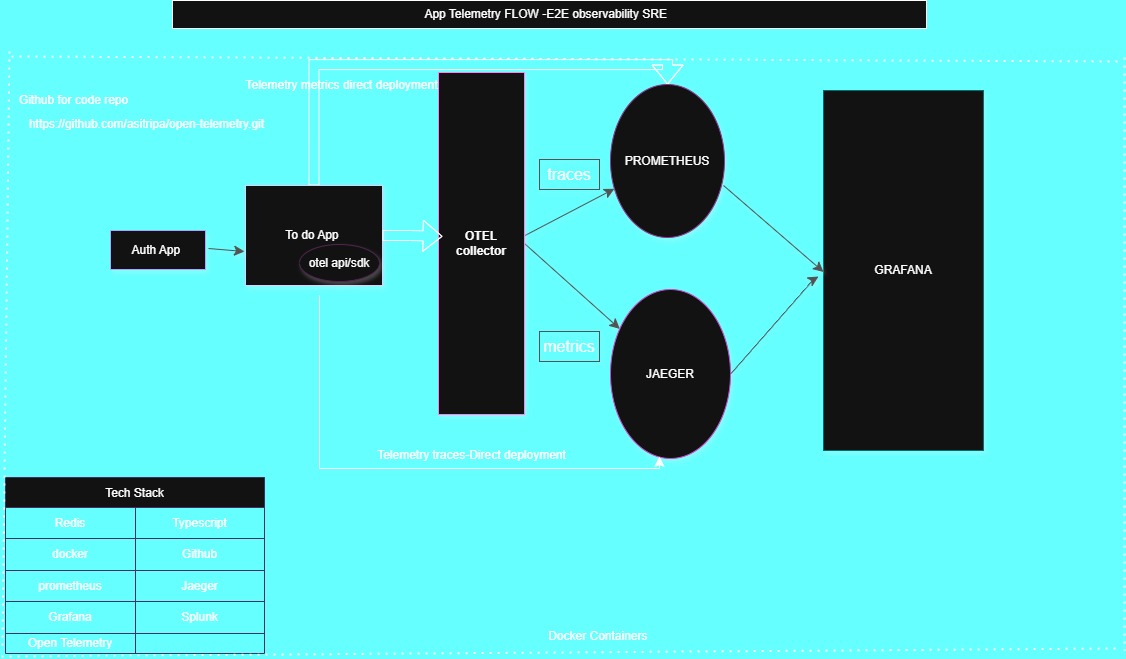 App Telemetry FLOW -E2E observability SRE
Telemetry metrics direct deployment
Github for code repo
https://github.com/asitripa/open-telemetry.git
PROMETHEUS
traces
To do App
OTEL
collector
Auth App
otel api/sdk
GRAFANA
metrics
JAEGER
Telemetry traces-Direct deployment
Tech Stack
Redis Typescript
docker Github
prometheus Jaeger
Grafana Splunk
Open Telemetry
Docker Containers